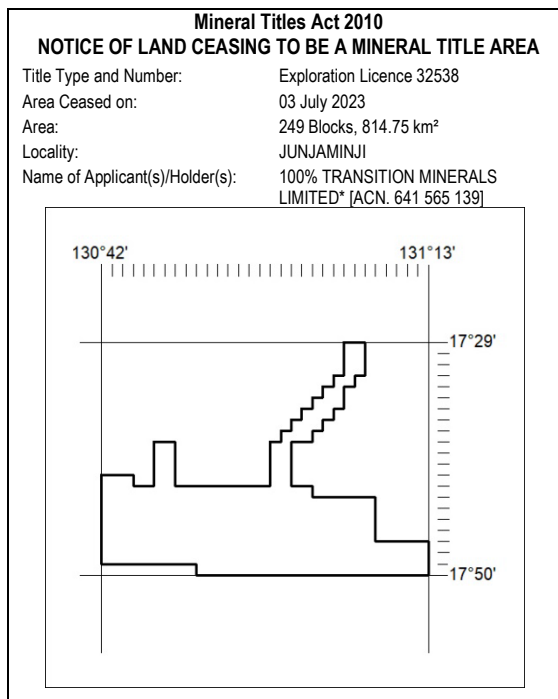 Mineral Titles Act 2010
NOTICE OF LAND CEASING TO BE A MINERAL TITLE AREA
Title Type and Number: Exploration Licence 32538
Area Ceased on: 03 July 2023
Area: 249 Blocks, 814.75 km²
Locality: JUNJAMINJI
Name of Applicant(s)/Holder(s): 100% TRANSITION MINERALS
LIMITED* [ACN. 641 565 139]
130°42' 131°13'
17°29'
17°50'